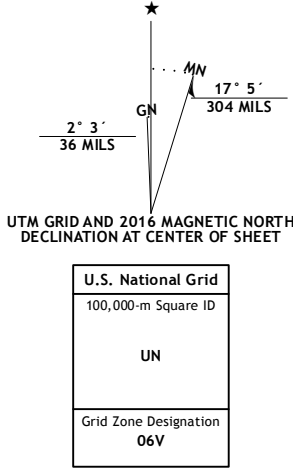 MN
GN
17° 5´
304 MILS
2° 3´
36 MILS
UTM GRID AND 2016 MAGNETIC NORTH
DECLINATION AT CENTER OF SHEET
U.S. National Grid
100,000-m Square ID
UN
Grid Zone Designation
06V